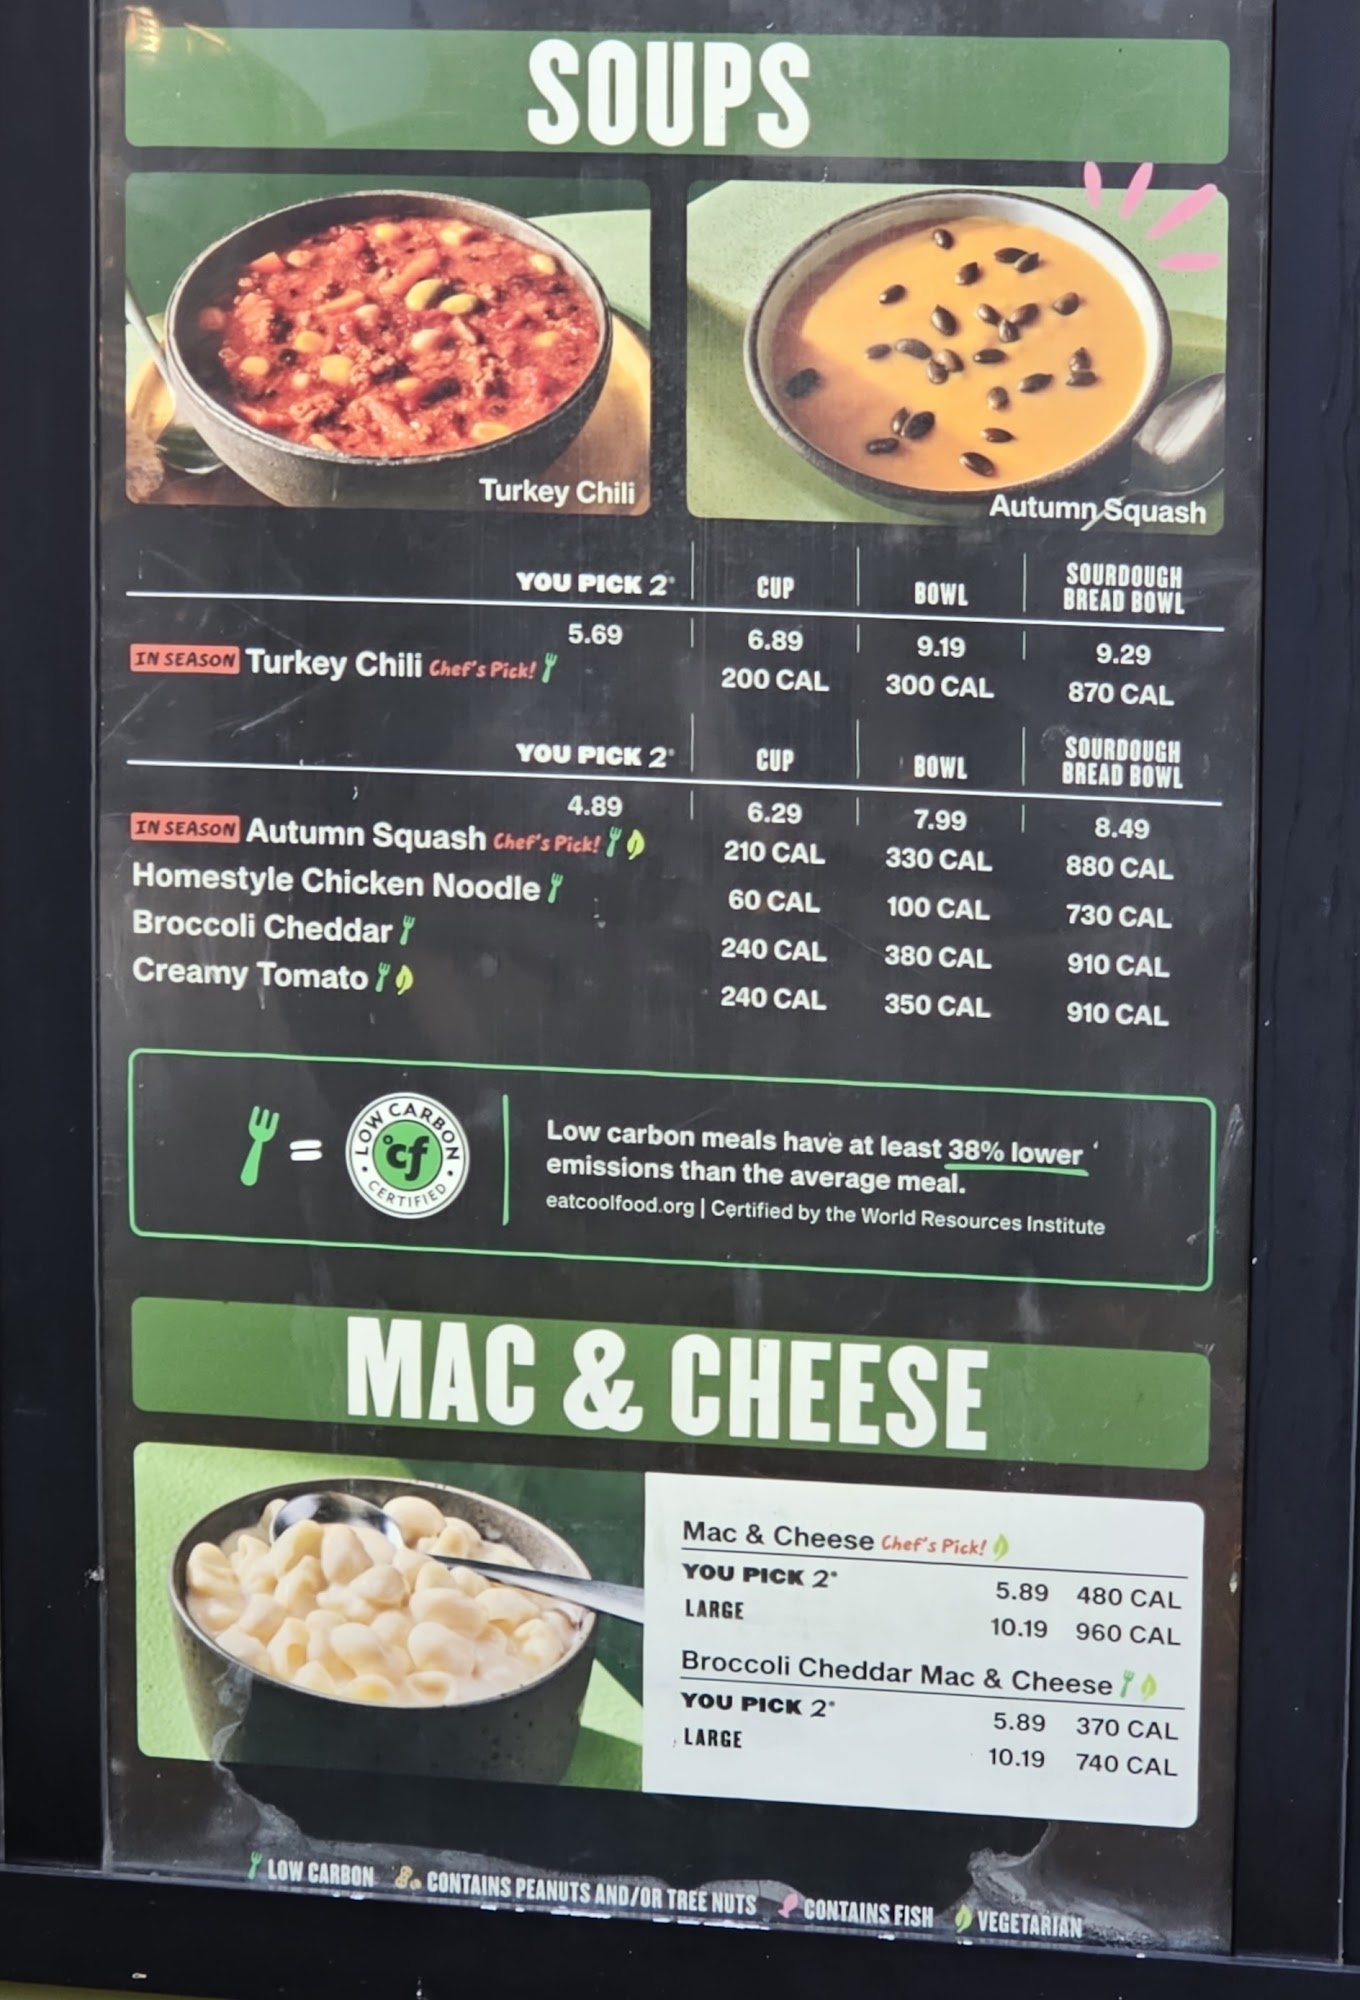 SOUPS
Turkey Chili
Autumn Squash
YOU PICK 2* CUP BOWL SOURDOUGH BREAD BOWL
5.69 6.89 9.19 9.29
IN SEASON Turkey Chili Chef's Pick! 200 CAL 300 CAL 870 CAL
YOU PICK 2* CUP BOWL SOURDOUGH BREAD BOWL
4.89 6.29 7.99 8.49
IN SEASON Autumn Squash Chef's Pick! 210 CAL 330 CAL 880 CAL
Homestyle Chicken Noodle 60 CAL 100 CAL 730 CAL
Broccoli Cheddar 240 CAL 380 CAL 910 CAL
Creamy Tomato 240 CAL 350 CAL 910 CAL
= LOW CARBON cf CERTIFIED
Low carbon meals have at least 38% lower
emissions than the average meal.
eatcoolfood.org | Certified by the World Resources Institute
MAC & CHEESE
Mac & Cheese Chef's Pick!
YOU PICK 2* 5.89 480 CAL
LARGE 10.19 960 CAL
Broccoli Cheddar Mac & Cheese
YOU PICK 2* 5.89 370 CAL
LARGE 10.19 740 CAL
LOW CARBON CONTAINS PEANUTS AND/OR TREE NUTS CONTAINS FISH VEGETARIAN